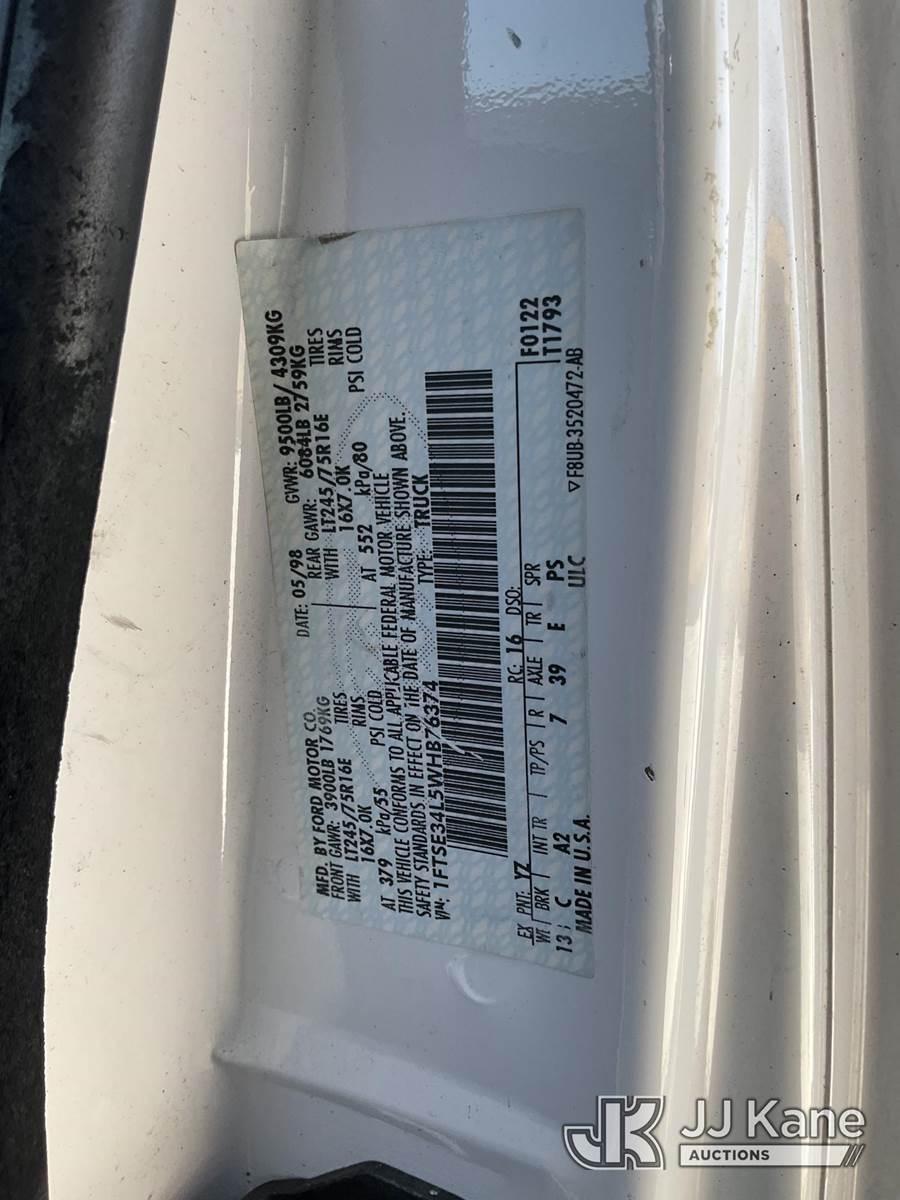 MFD. BY FORD MOTOR CO.
DATE: 05/98 GVWR: 9500LB/ 4309KG
FRONT GAWR: 3900LB 1769KG REAR GAWR: 6084LB 2759KG
WITH LT245/75R16E TIRES WITH LT245/75R16E TIRES
16X7.0K RIMS 16X7.0K RIMS
AT 379 kPa/55 PSI COLD AT 552 kPa/80 PSI COLD
THIS VEHICLE CONFORMS TO ALL APPLICABLE FEDERAL MOTOR VEHICLE
SAFETY STANDARDS IN EFFECT ON THE DATE OF MANUFACTURE SHOWN ABOVE.
VIN: 1FTSE34L5WHB76374 TYPE: TRUCK
F0122
T1793
EX PNT: YZ RC: 16 DSO:
WB BRK INT TR TP/PS R AXLE TR SPR
13 C A2 7 39 E PS
MADE IN U.S.A. ULC
▽F8UB-3520472-AB
JK JJ Kane
AUCTIONS